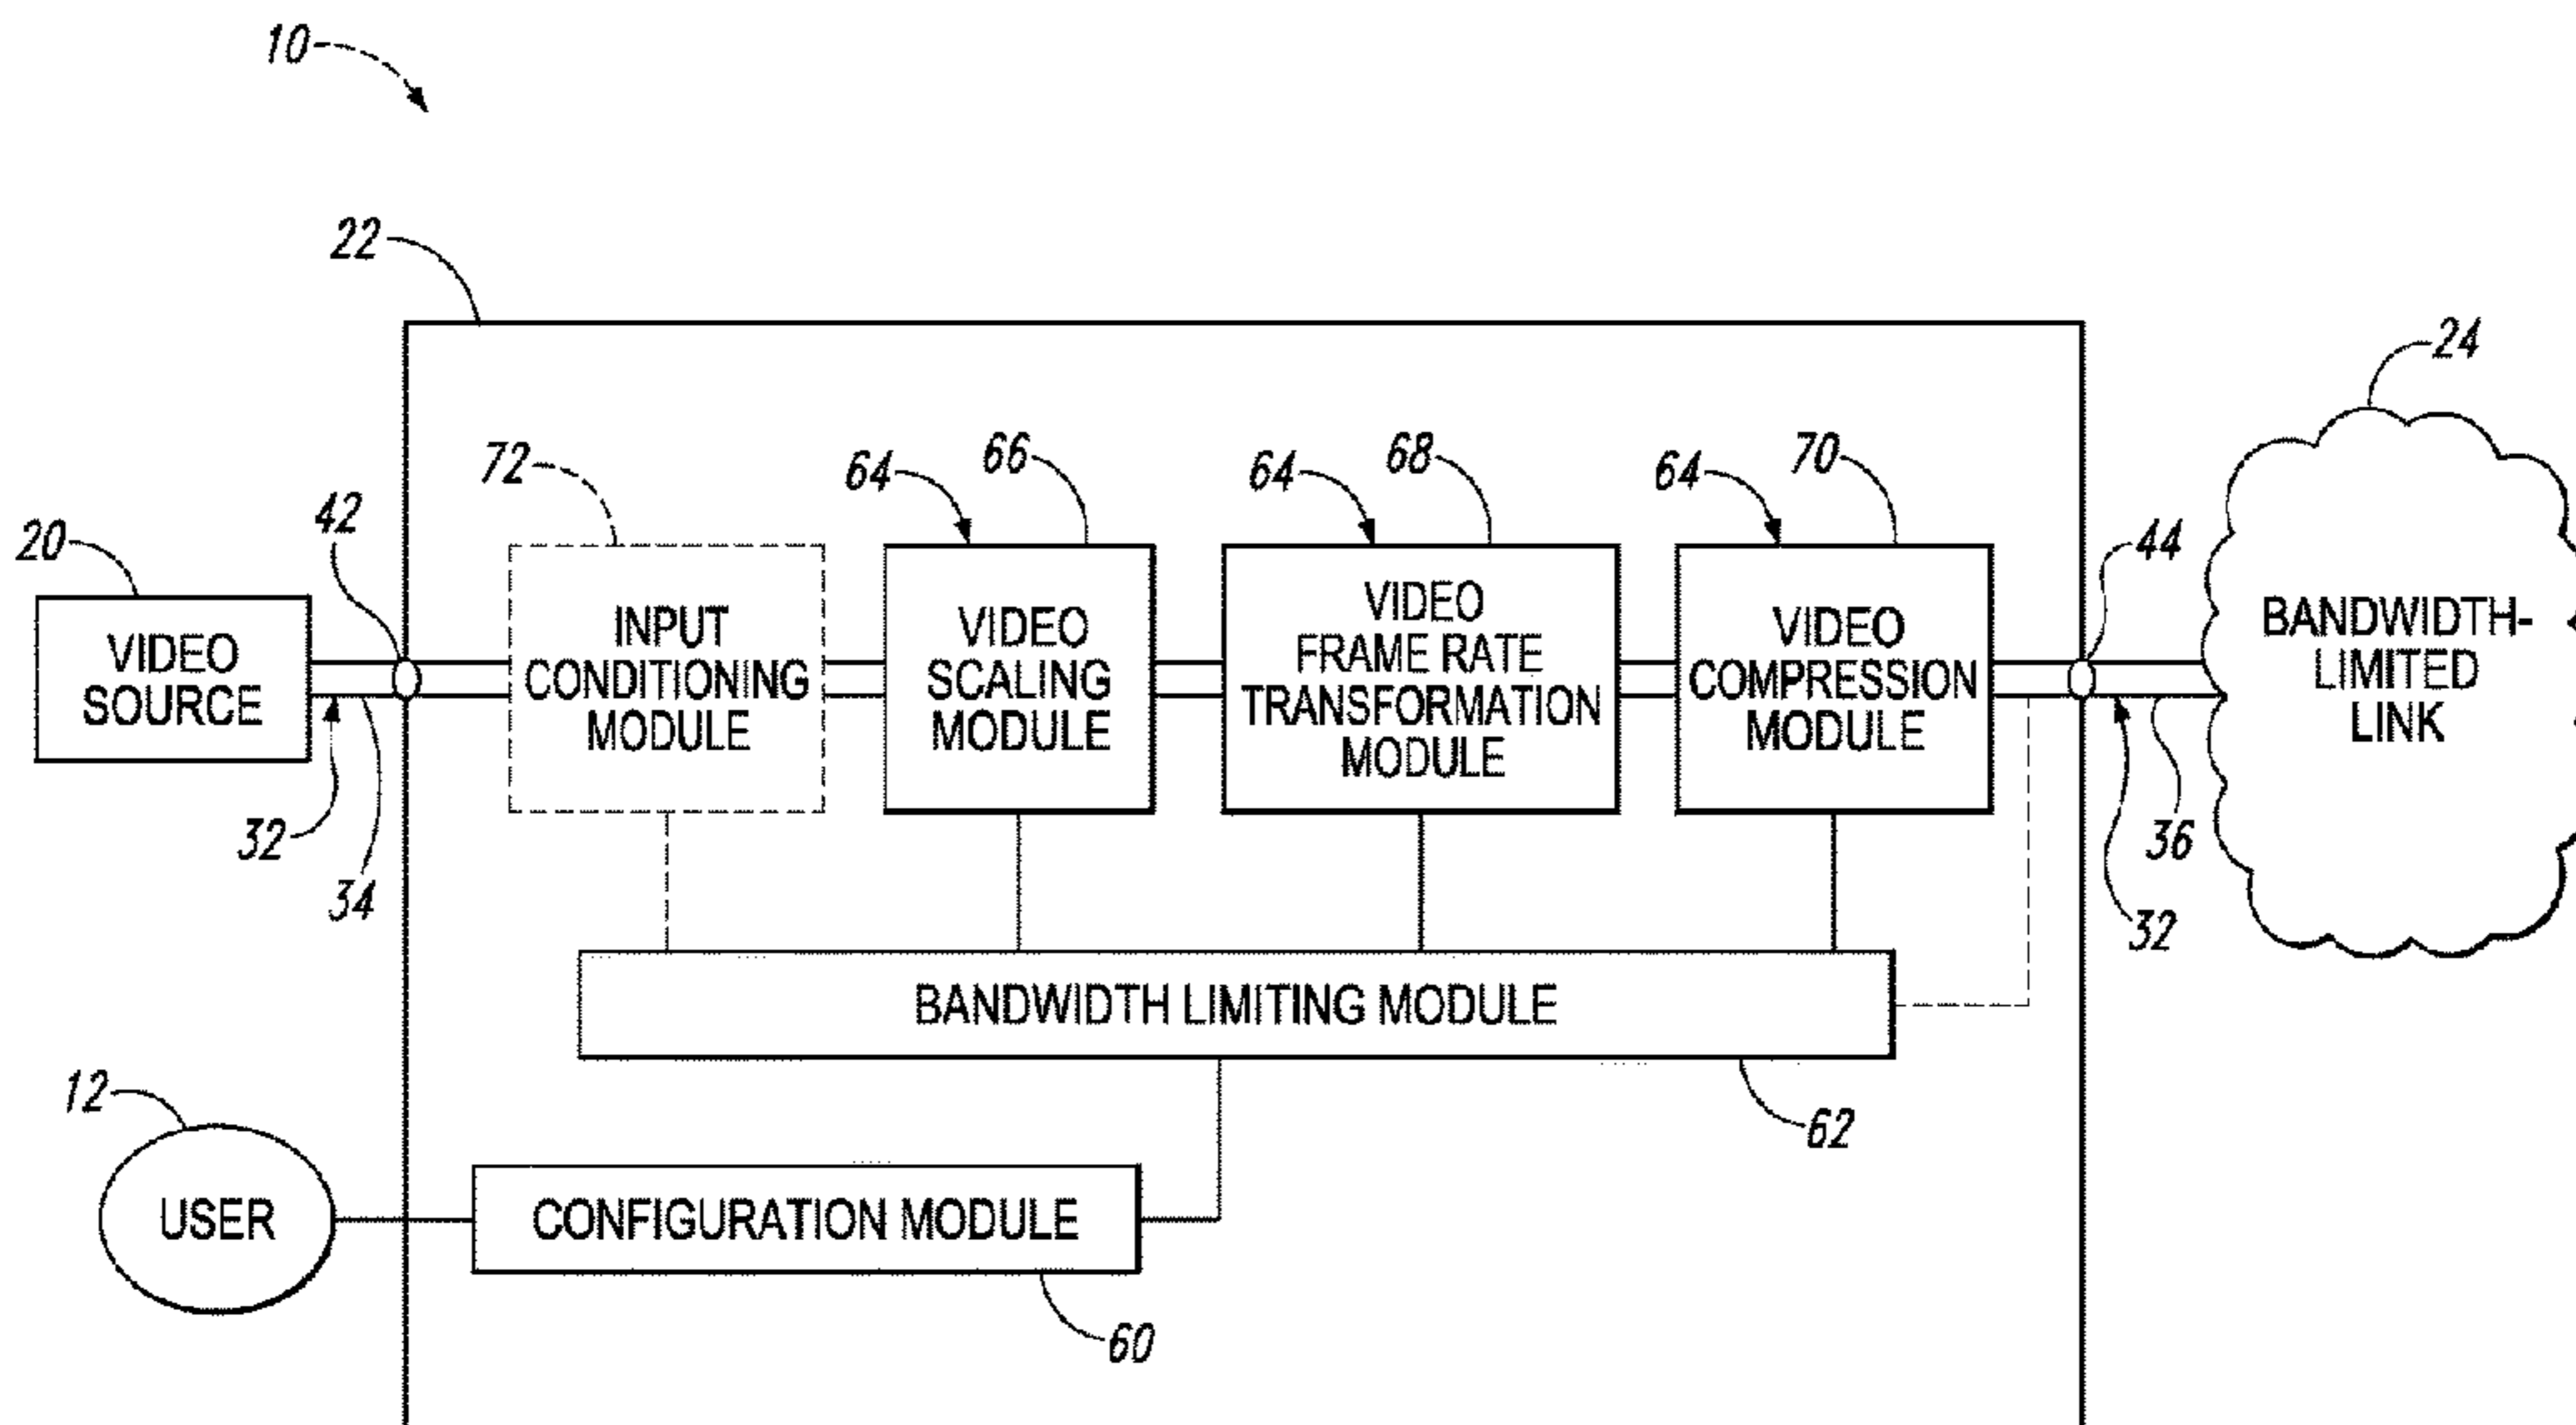 10
22
24
72
64
66
64
68
64
70
42
44
20
VIDEO
SOURCE
INPUT
CONDITIONING
MODULE
VIDEO
SCALING
MODULE
VIDEO
FRAME RATE
TRANSFORMATION
MODULE
VIDEO
COMPRESSION
MODULE
BANDWIDTH-
LIMITED
LINK
32
34
36
32
BANDWIDTH LIMITING MODULE
12
62
USER
CONFIGURATION MODULE
60